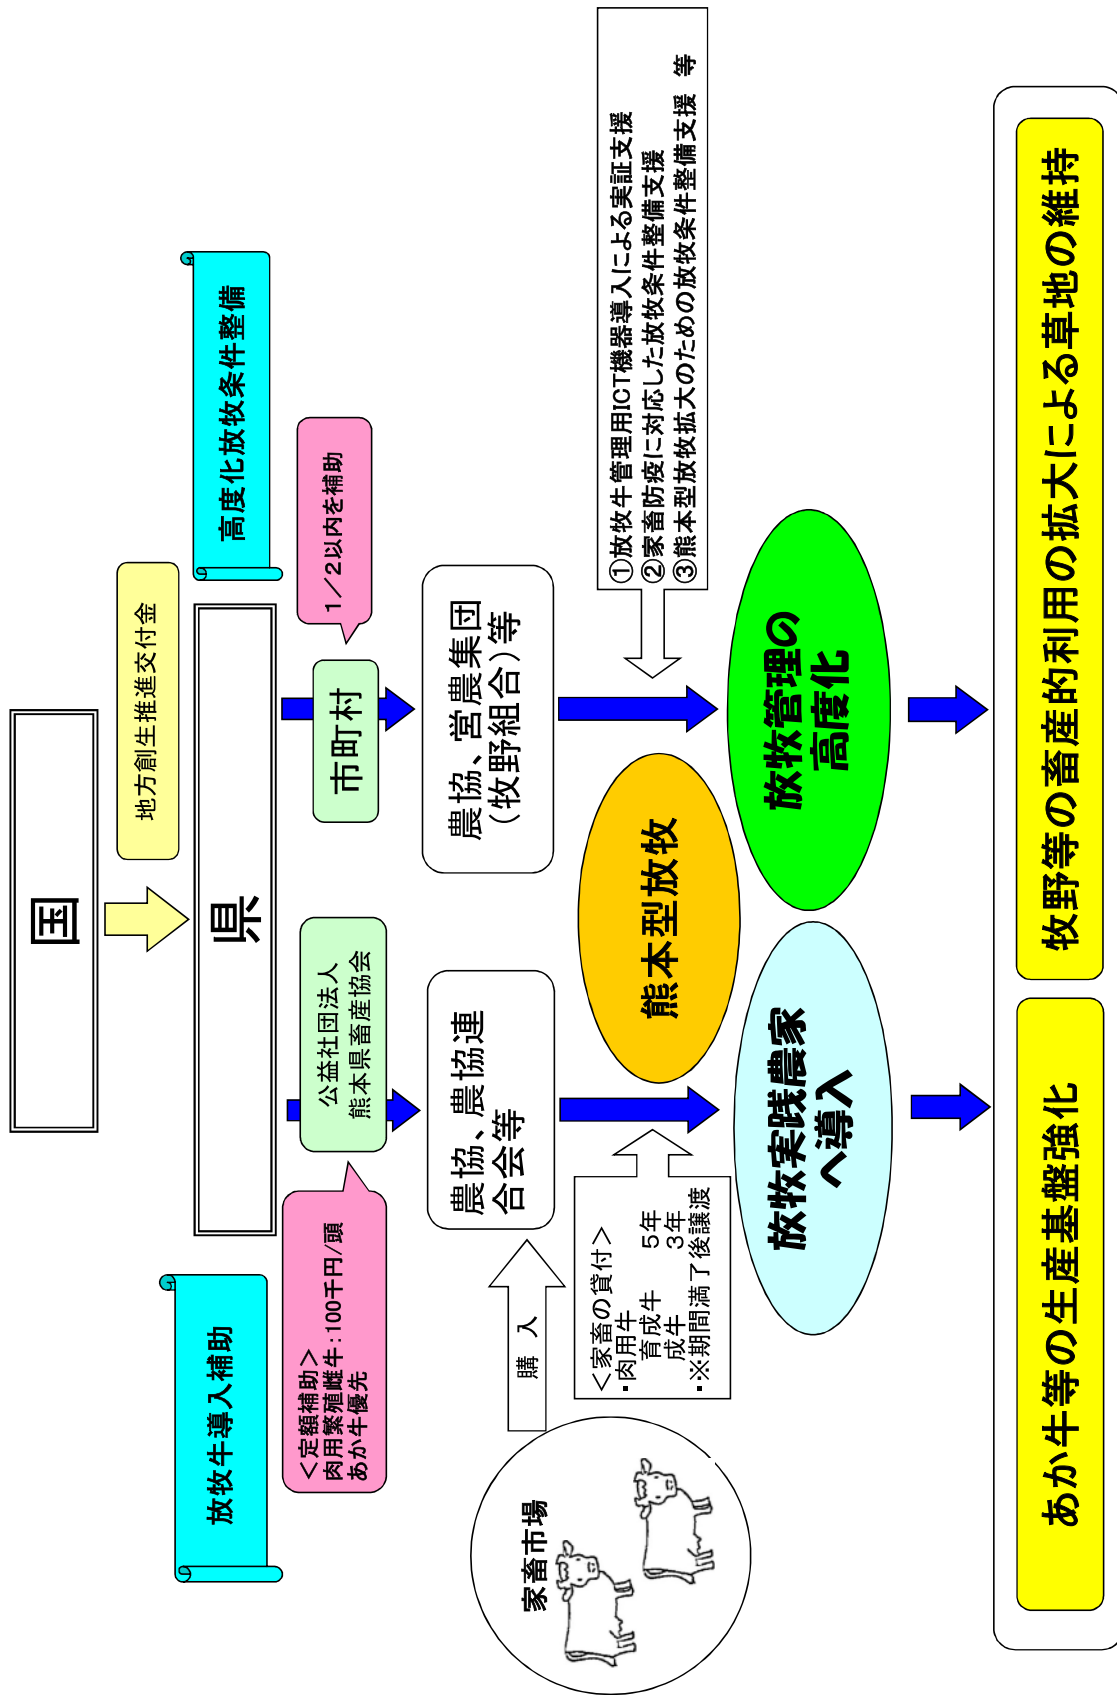 国
地方創生推進交付金
県
放牧牛導入補助
高度化放牧条件整備
＜定額補助＞
肉用繁殖雌牛：100千円/頭
あか牛優先
公益社団法人
熊本県畜産協会
市町村
1／2以内を補助
農協、農協連
合会等
農協、営農集団
（牧野組合）等
家畜市場
購　入
＜家畜の貸付＞
・肉用牛
育成牛　5年
成牛　3年
・※期間満了後譲渡
熊本型放牧
①放牧牛管理用ICT機器導入による実証支援
②家畜防疫に対応した放牧条件整備支援
③熊本型放牧拡大のための放牧条件整備支援　等
放牧実践農家
へ導入
放牧管理の
高度化
あか牛等の生産基盤強化
牧野等の畜産的利用の拡大による草地の維持